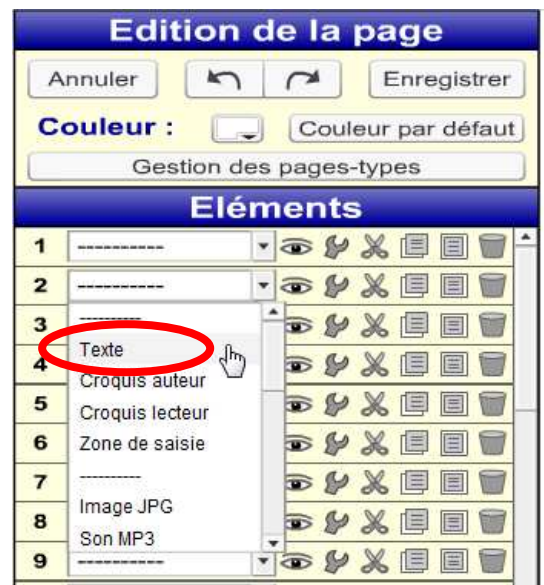 Edition de la page
Annuler Enregistrer
Couleur : Couleur par défaut
Gestion des pages-types
Eléments
1 ----------
2 ----------
3 ----------
Texte
4
Croquis auteur
5 Croquis lecteur
6 Zone de saisie
7 ----------
8 Image JPG
Son MP3
9 ----------